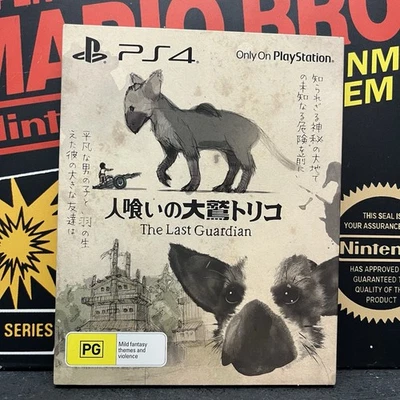 MARIO BRO
Nint
PS4
Only On PlayStation®
知られざる神秘の大地で
の未知なる危険を前に
平凡な男の子と羽の生
えた彼の大きな友達は、
人喰いの大鷲トリコ
The Last Guardian
PG
Mild fantasy
themes and
violence
SERIES
EM
THIS SEAL I
YOUR ASSURANCE
Nintend
HAS APPROVED
GUARANTEED
QUALITY OF TH
PRODUCT